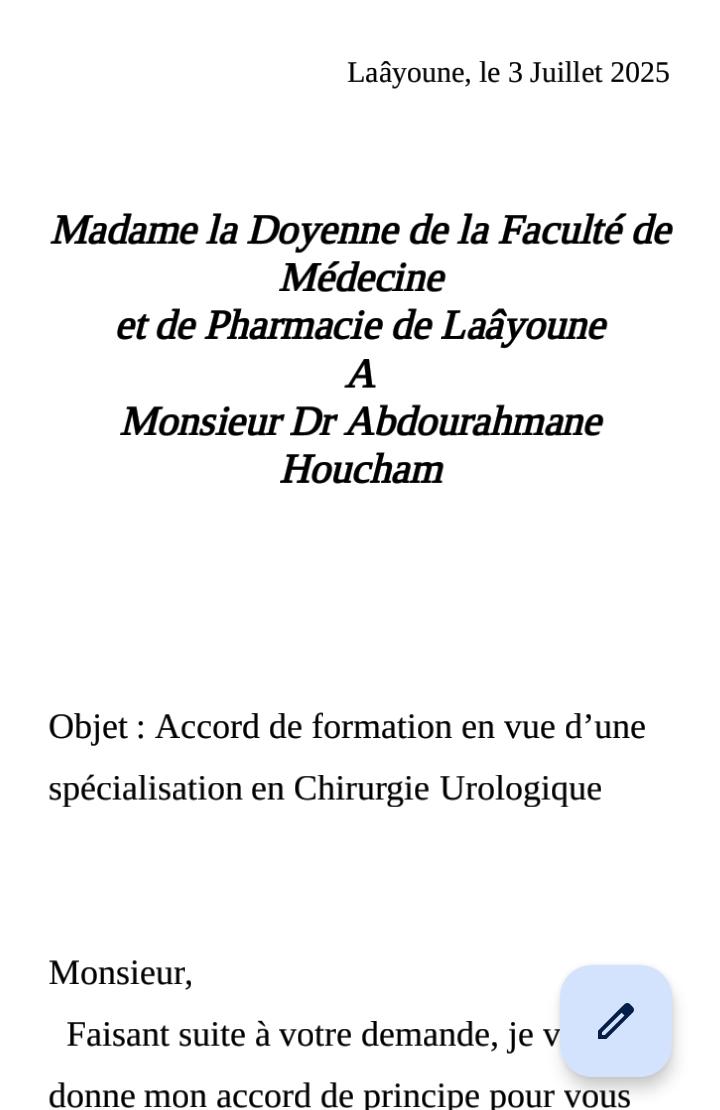 Laâyoune, le 3 Juillet 2025
Madame la Doyenne de la Faculté de
Médecine
et de Pharmacie de Laâyoune
A
Monsieur Dr Abdourahmane
Houcham
Objet : Accord de formation en vue d’une
spécialisation en Chirurgie Urologique
Monsieur,
Faisant suite à votre demande, je
donne mon accord de principe pour vous